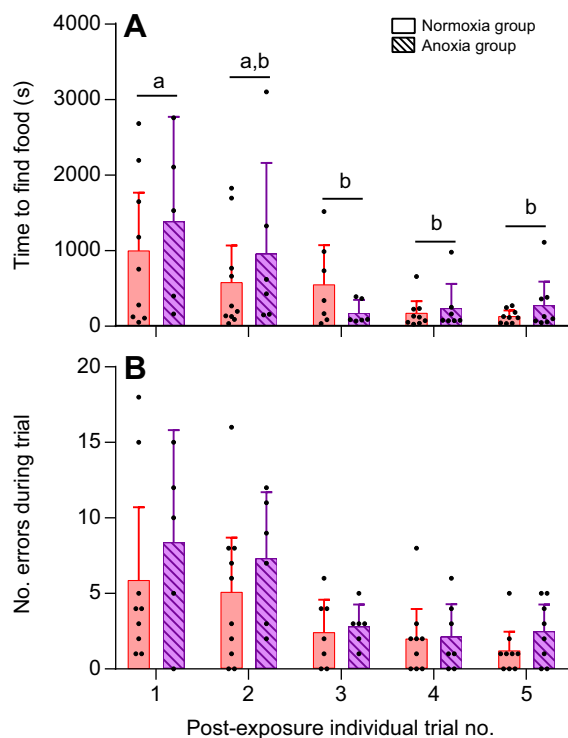 A
Normoxia group
Anoxia group
Time to find food (s)
4000
3000
2000
1000
0
a
a,b
b
b
b
B
No. errors during trial
20
15
10
5
0
1 2 3 4 5
Post-exposure individual trial no.